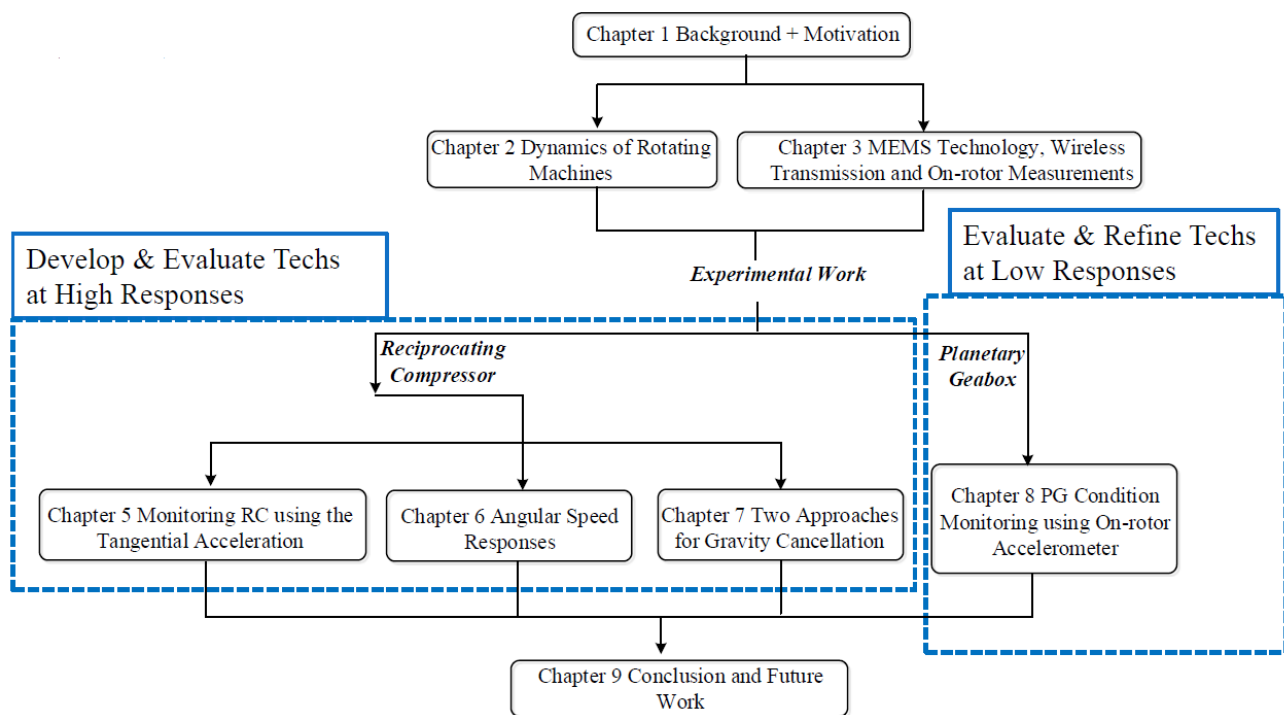 Chapter 1 Background + Motivation
Chapter 2 Dynamics of Rotating
Machines
Chapter 3 MEMS Technology, Wireless
Transmission and On-rotor Measurements
Develop & Evaluate Techs
at High Responses
Evaluate & Refine Techs
at Low Responses
Experimental Work
Reciprocating
Compressor
Planetary
Geabox
Chapter 5 Monitoring RC using the
Tangential Acceleration
Chapter 6 Angular Speed
Responses
Chapter 7 Two Approaches
for Gravity Cancellation
Chapter 8 PG Condition
Monitoring using On-rotor
Accelerometer
Chapter 9 Conclusion and Future
Work